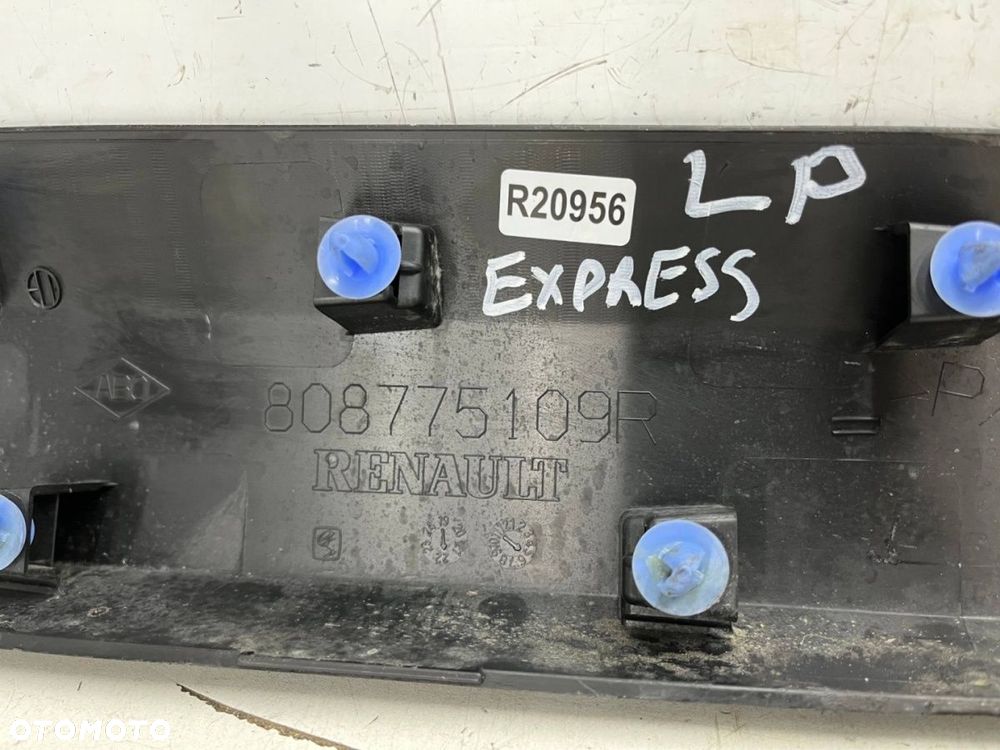 R20956
LP
EXPRESS
808775109R
RENAULT
OTOMOTO